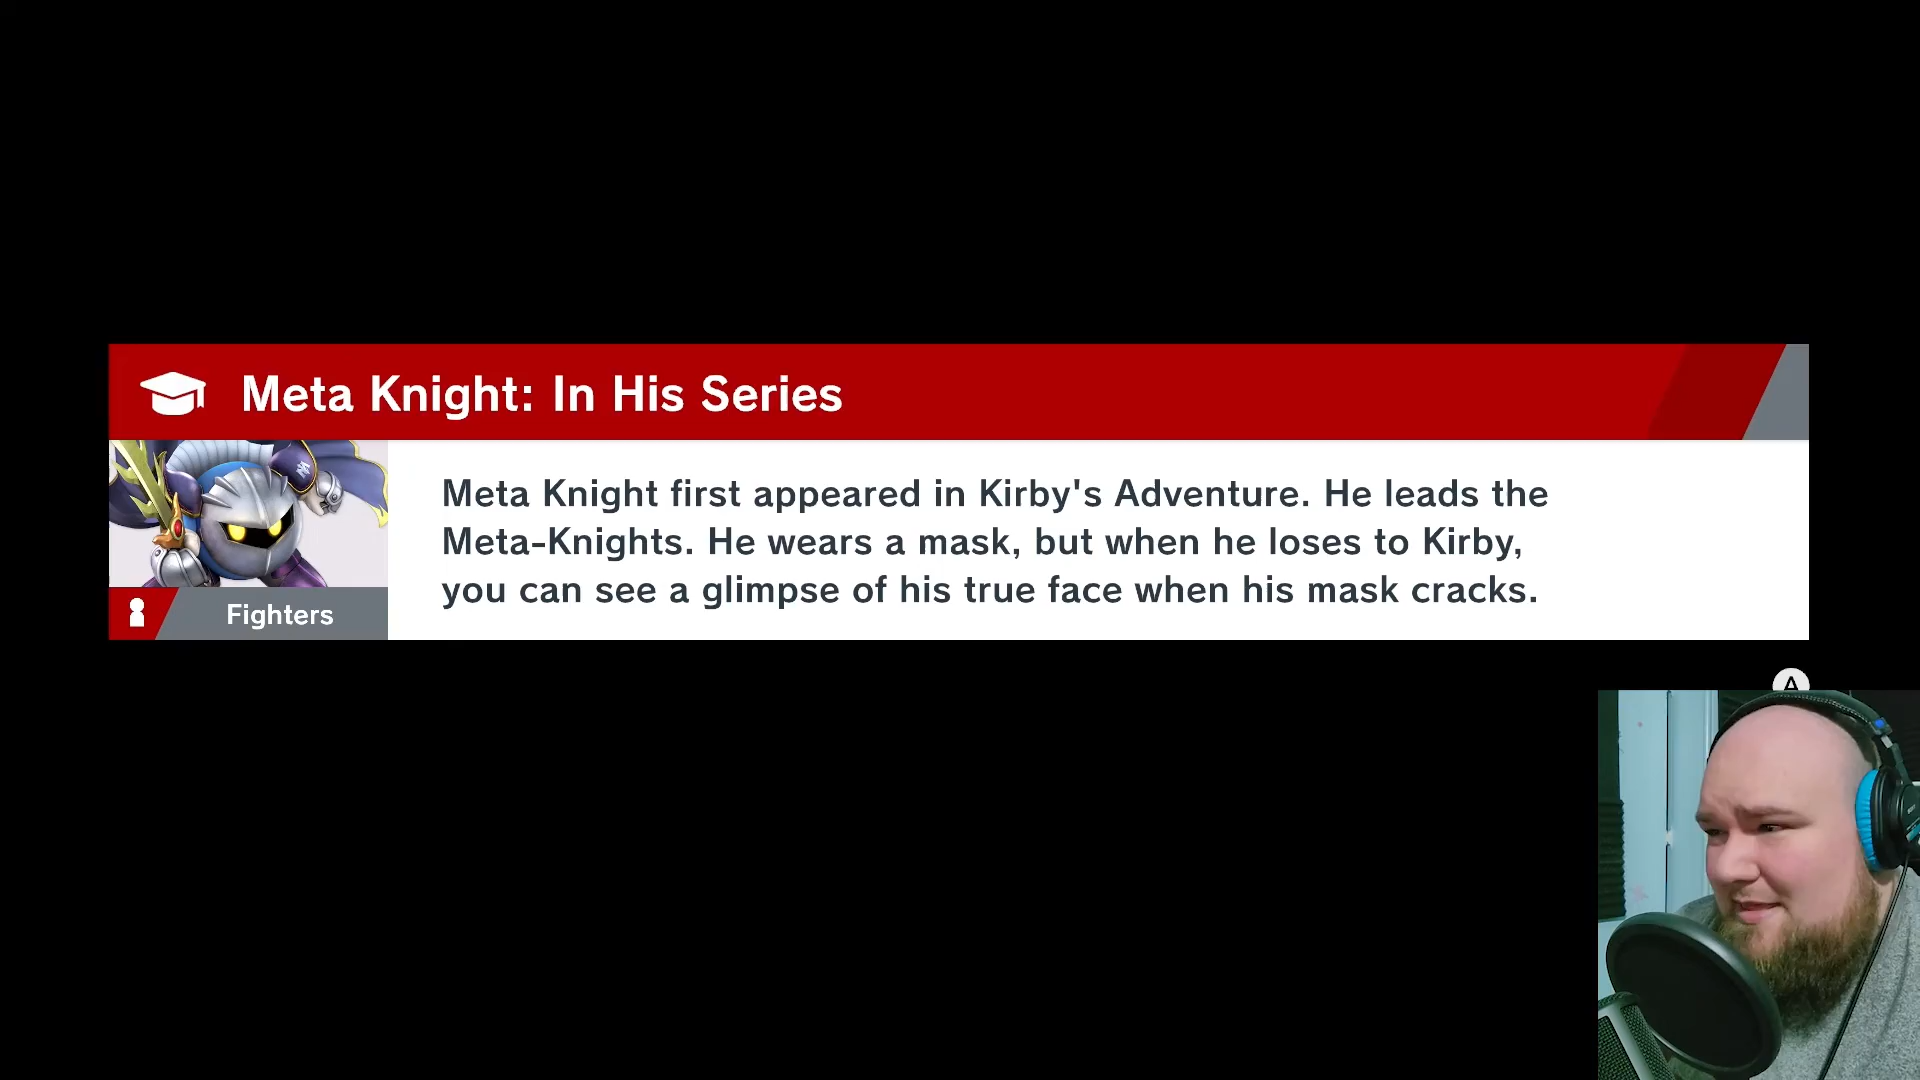 Meta Knight: In His Series
Meta Knight first appeared in Kirby's Adventure. He leads the
Meta-Knights. He wears a mask, but when he loses to Kirby,
you can see a glimpse of his true face when his mask cracks.
Fighters
A